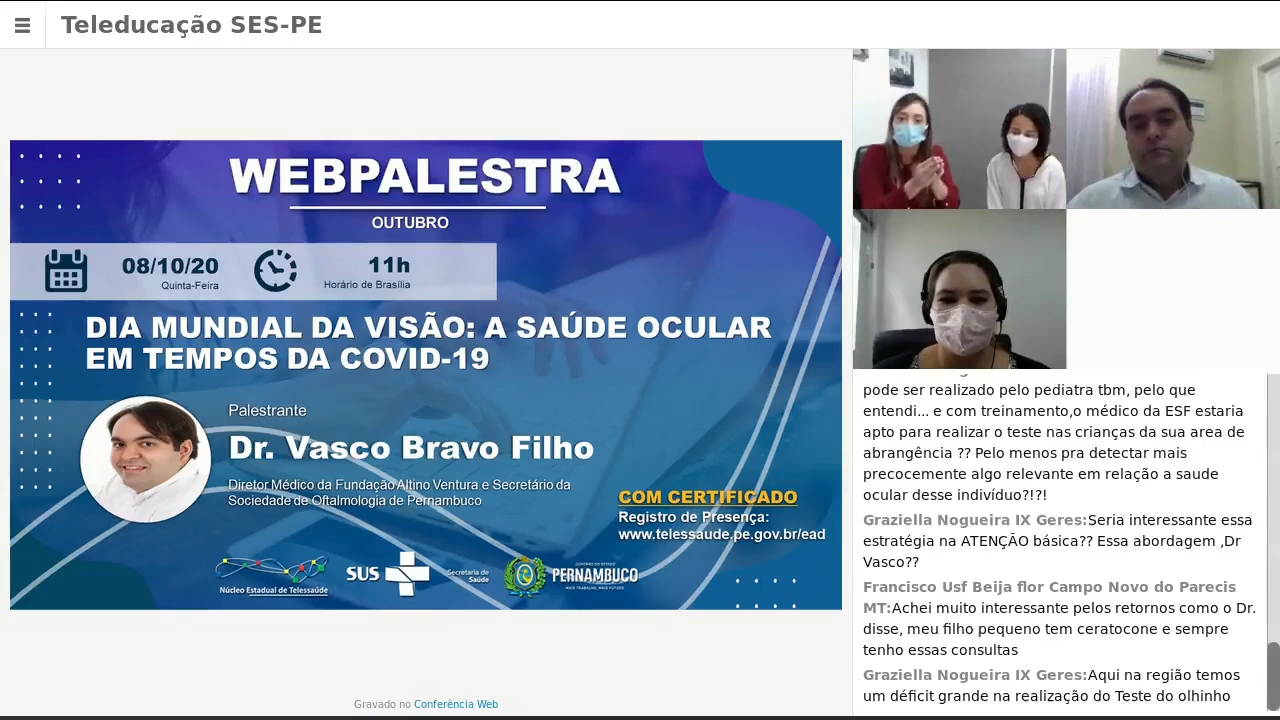 Teleducação SES-PE
WEBPALESTRA
OUTUBRO
08/10/20
Quinta-Feira
11h
Horário de Brasília
DIA MUNDIAL DA VISÃO: A SAÚDE OCULAR
EM TEMPOS DA COVID-19
Palestrante
Dr. Vasco Bravo Filho
Diretor Médico da Fundação Altino Ventura e Secretário da
Sociedade de Oftalmologia de Pernambuco
COM CERTIFICADO
Registro de Presença:
www.telessaude.pe.gov.br/ead
Núcleo Estadual de Telessaúde
SUS
Secretaria de
Saúde
PERNAMBUCO
Gravado no Conferência Web
pode ser realizado pelo pediatra tbm, pelo que
entendi... e com treinamento,o médico da ESF estaria
apto para realizar o teste nas crianças da sua area de
abrangência ?? Pelo menos pra detectar mais
precocemente algo relevante em relação a saude
ocular desse indivíduo?!?!
Graziella Nogueira IX Geres:Seria interessante essa
estratégia na ATENÇÃO básica?? Essa abordagem ,Dr
Vasco??
Francisco Usf Beija flor Campo Novo do Parecis
MT:Achei muito interessante pelos retornos como o Dr.
disse, meu filho pequeno tem ceratocone e sempre
tenho essas consultas
Graziella Nogueira IX Geres:Aqui na região temos
um déficit grande na realização do Teste do olhinho